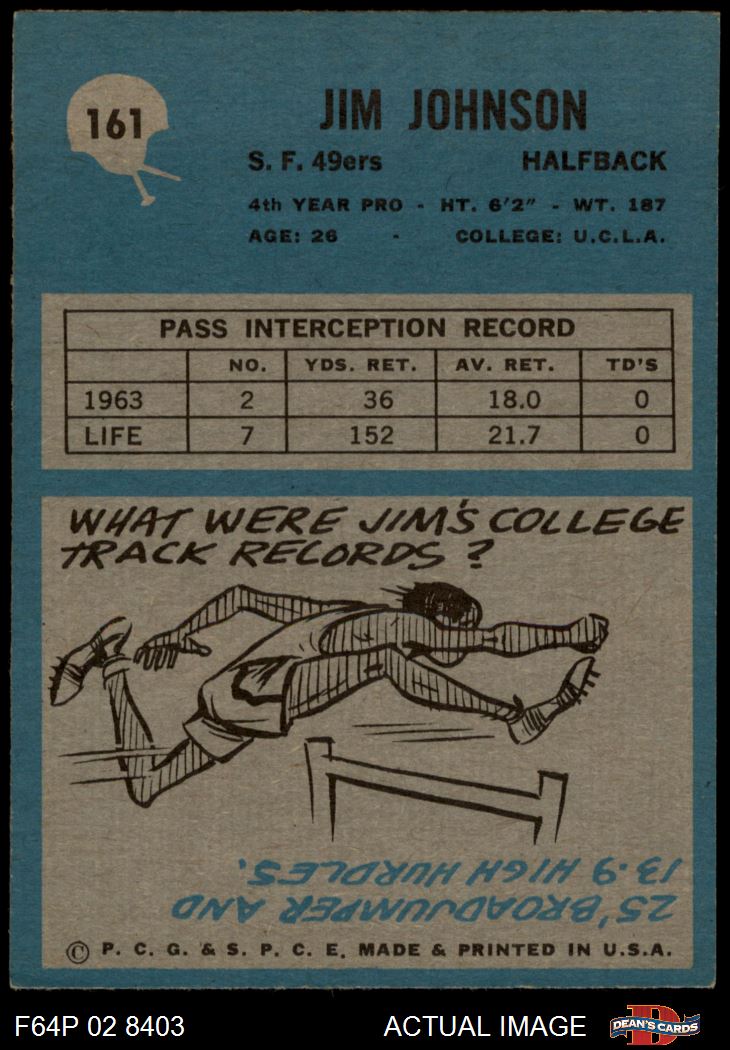 161
JIM JOHNSON
S. F. 49ers HALFBACK
4th YEAR PRO - HT. 6'2" - WT. 187
AGE: 26 - COLLEGE: U.C.L.A.
PASS INTERCEPTION RECORD
NO. YDS. RET. AV. RET. TD'S
1963 2 36 18.0 0
LIFE 7 152 21.7 0
WHAT WERE JIM'S COLLEGE
TRACK RECORDS?
25' BROADJUMPER AND
13.9 HIGH HURDLES.
© P. C. G. & S. P. C. E. MADE & PRINTED IN U.S.A.
F64P 02 8403 ACTUAL IMAGE D DEAN'S CARDS